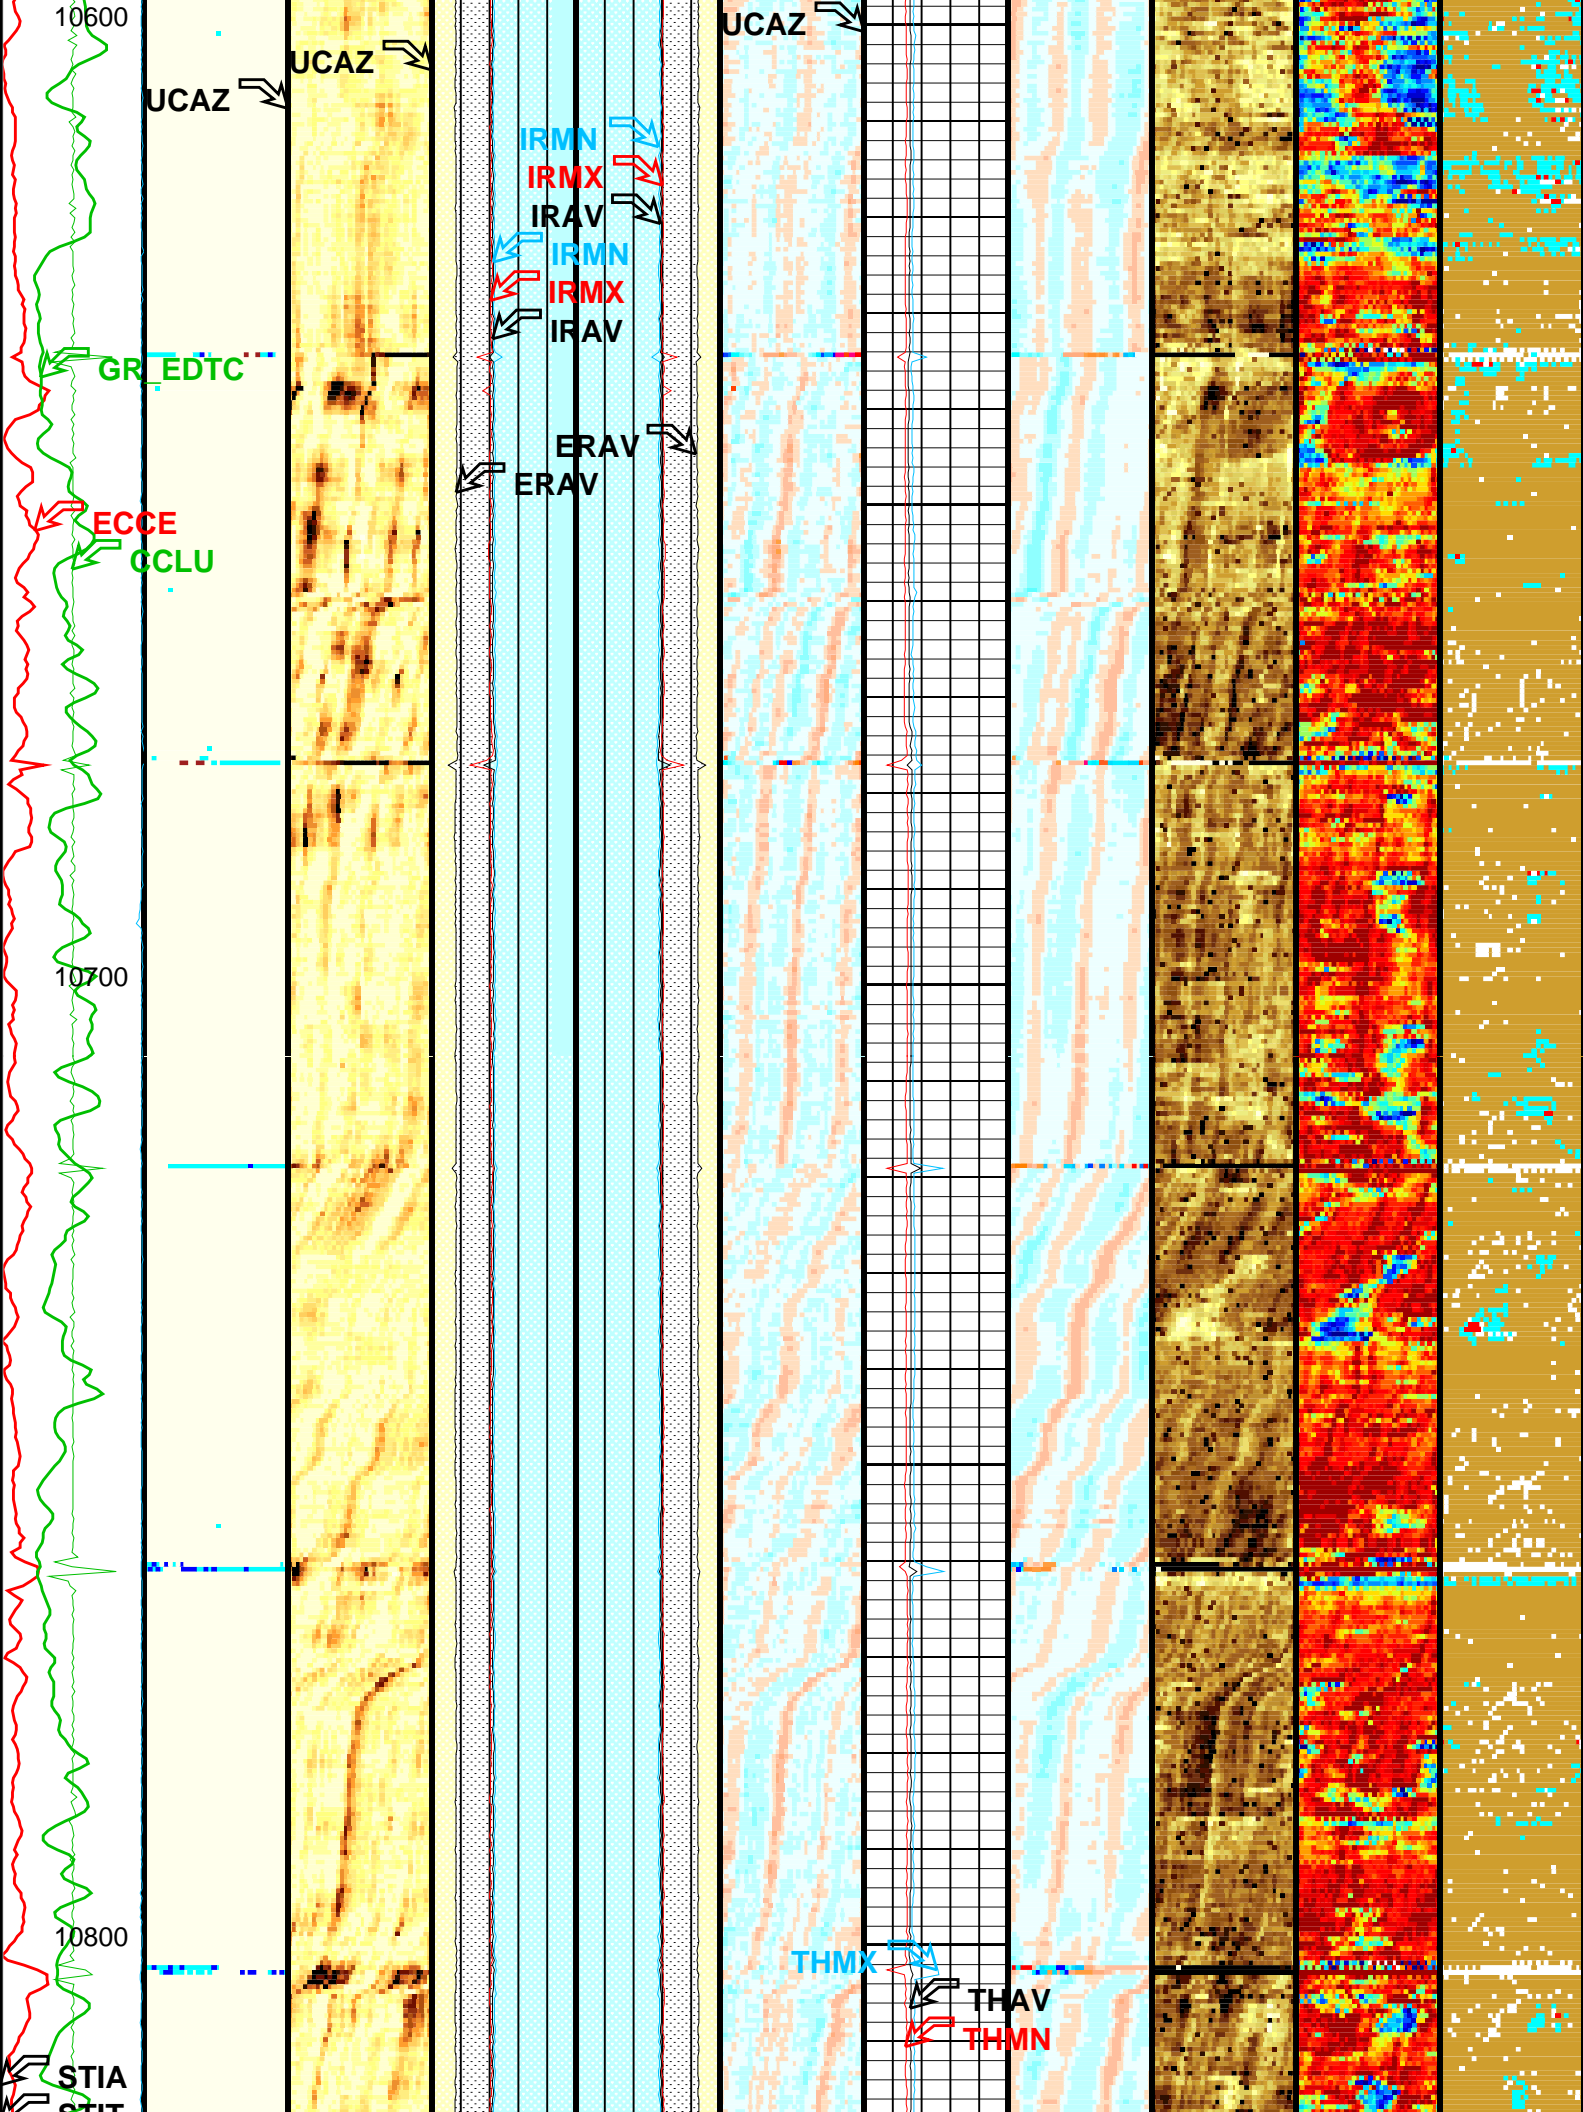 10600
UCAZ
UCAZ
UCAZ
IRMN
IRMX
IRAV
IRMN
IRMX
IRAV
GR_EDTC
ERAV
ERAV
ECCE
CCLU
10700
10800
THMX
THAV
THMN
STIA
STIT